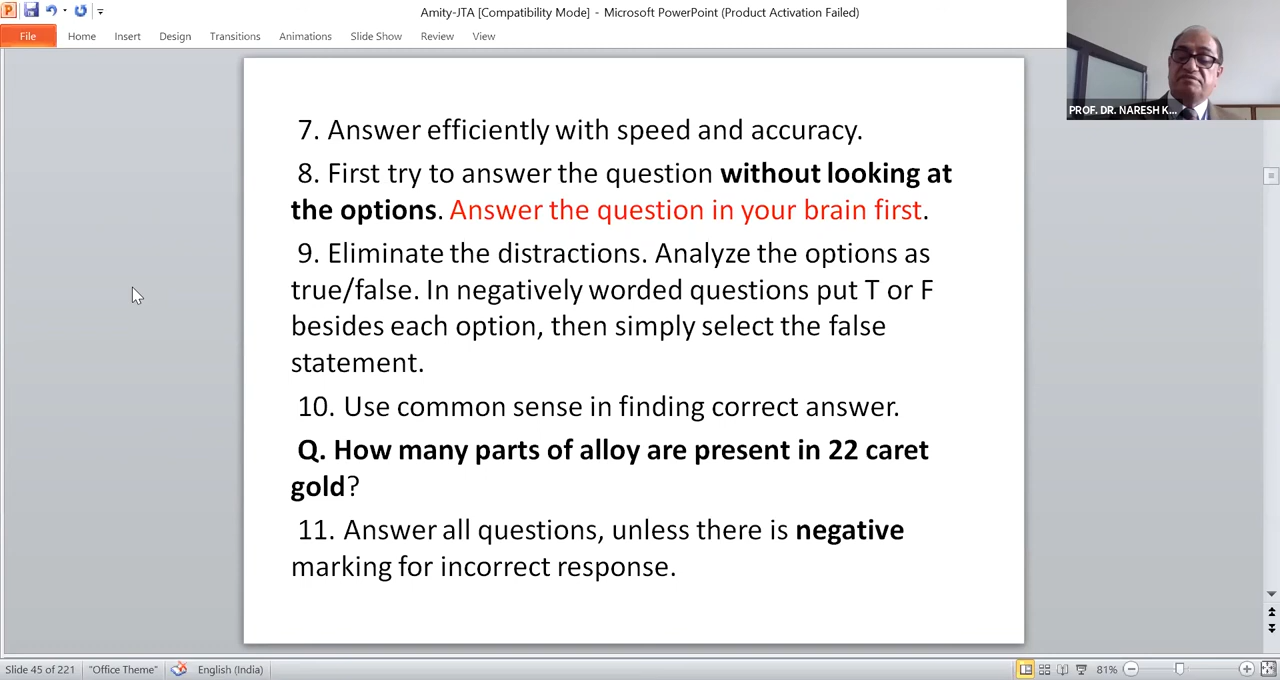 Amity-JTA [Compatibility Mode] - Microsoft PowerPoint (Product Activation Failed)
File Home Insert Design Transitions Animations Slide Show Review View
PROF. DR. NARESH K...
7. Answer efficiently with speed and accuracy.
8. First try to answer the question without looking at
the options. Answer the question in your brain first.
9. Eliminate the distractions. Analyze the options as
true/false. In negatively worded questions put T or F
besides each option, then simply select the false
statement.
10. Use common sense in finding correct answer.
Q. How many parts of alloy are present in 22 caret
gold?
11. Answer all questions, unless there is negative
marking for incorrect response.
Slide 45 of 221 "Office Theme" English (India) 81%